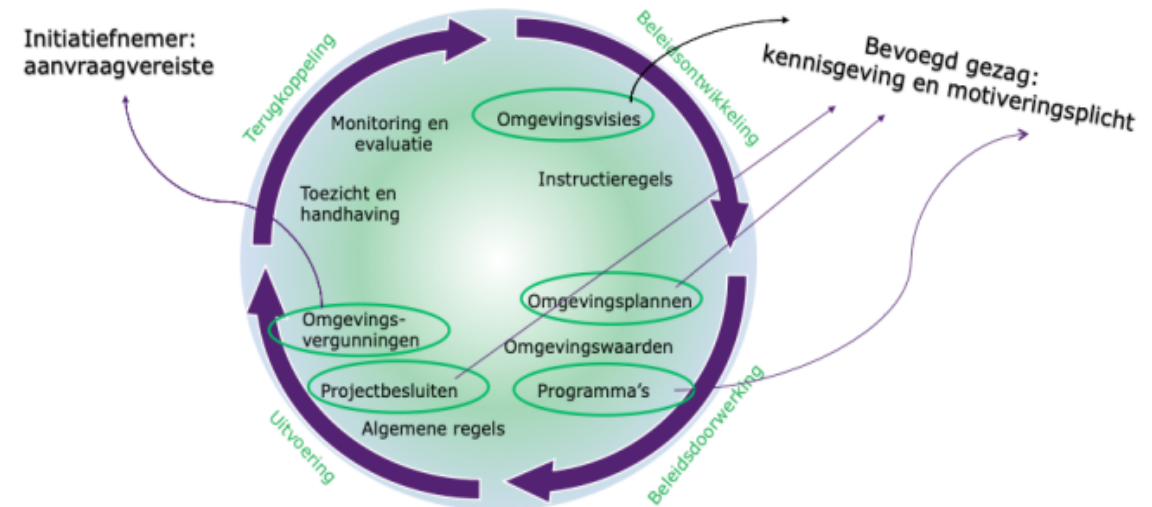 Initiatiefnemer:
aanvraagvereiste
Terugkoppeling
Beleidsontwikkeling
Bevoegd gezag:
kennisgeving en motiveringsplicht
Omgevingsvisies
Monitoring en
evaluatie
Instructieregels
Toezicht en
handhaving
Omgevingsplannen
Omgevings-
vergunningen
Omgevingswaarden
Projectbesluiten
Programma's
Algemene regels
Uitvoering
Beleidsdoorwerking